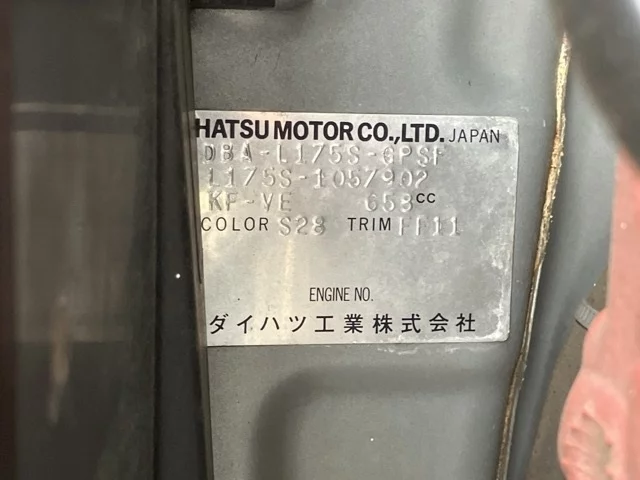 HATSU MOTOR CO., LTD. JAPAN
DBA-L175S-GPSF
L175S-1057902
KF-VE 658CC
COLOR S28 TRIM FF11
ENGINE NO.
ダイハツ工業株式会社